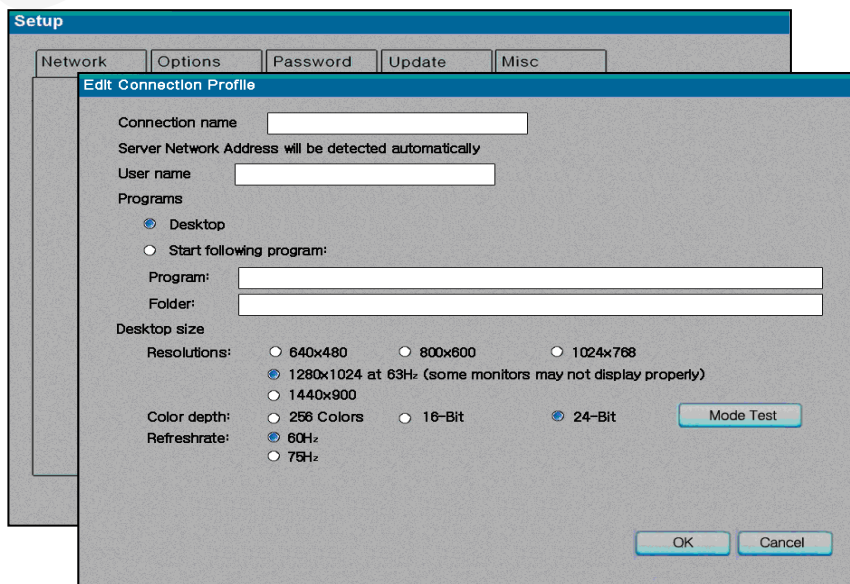 Setup
Network Options Password Update Misc
Edit Connection Profile
Connection name
Server Network Address will be detected automatically
User name
Programs
Desktop
Start following program:
Program:
Folder:
Desktop size
Resolutions: 640x480 800x600 1024x768
1280x1024 at 63Hz (some monitors may not display properly)
1440x900
Color depth: 256 Colors 16-Bit 24-Bit Mode Test
Refreshrate: 60Hz
75Hz
OK Cancel